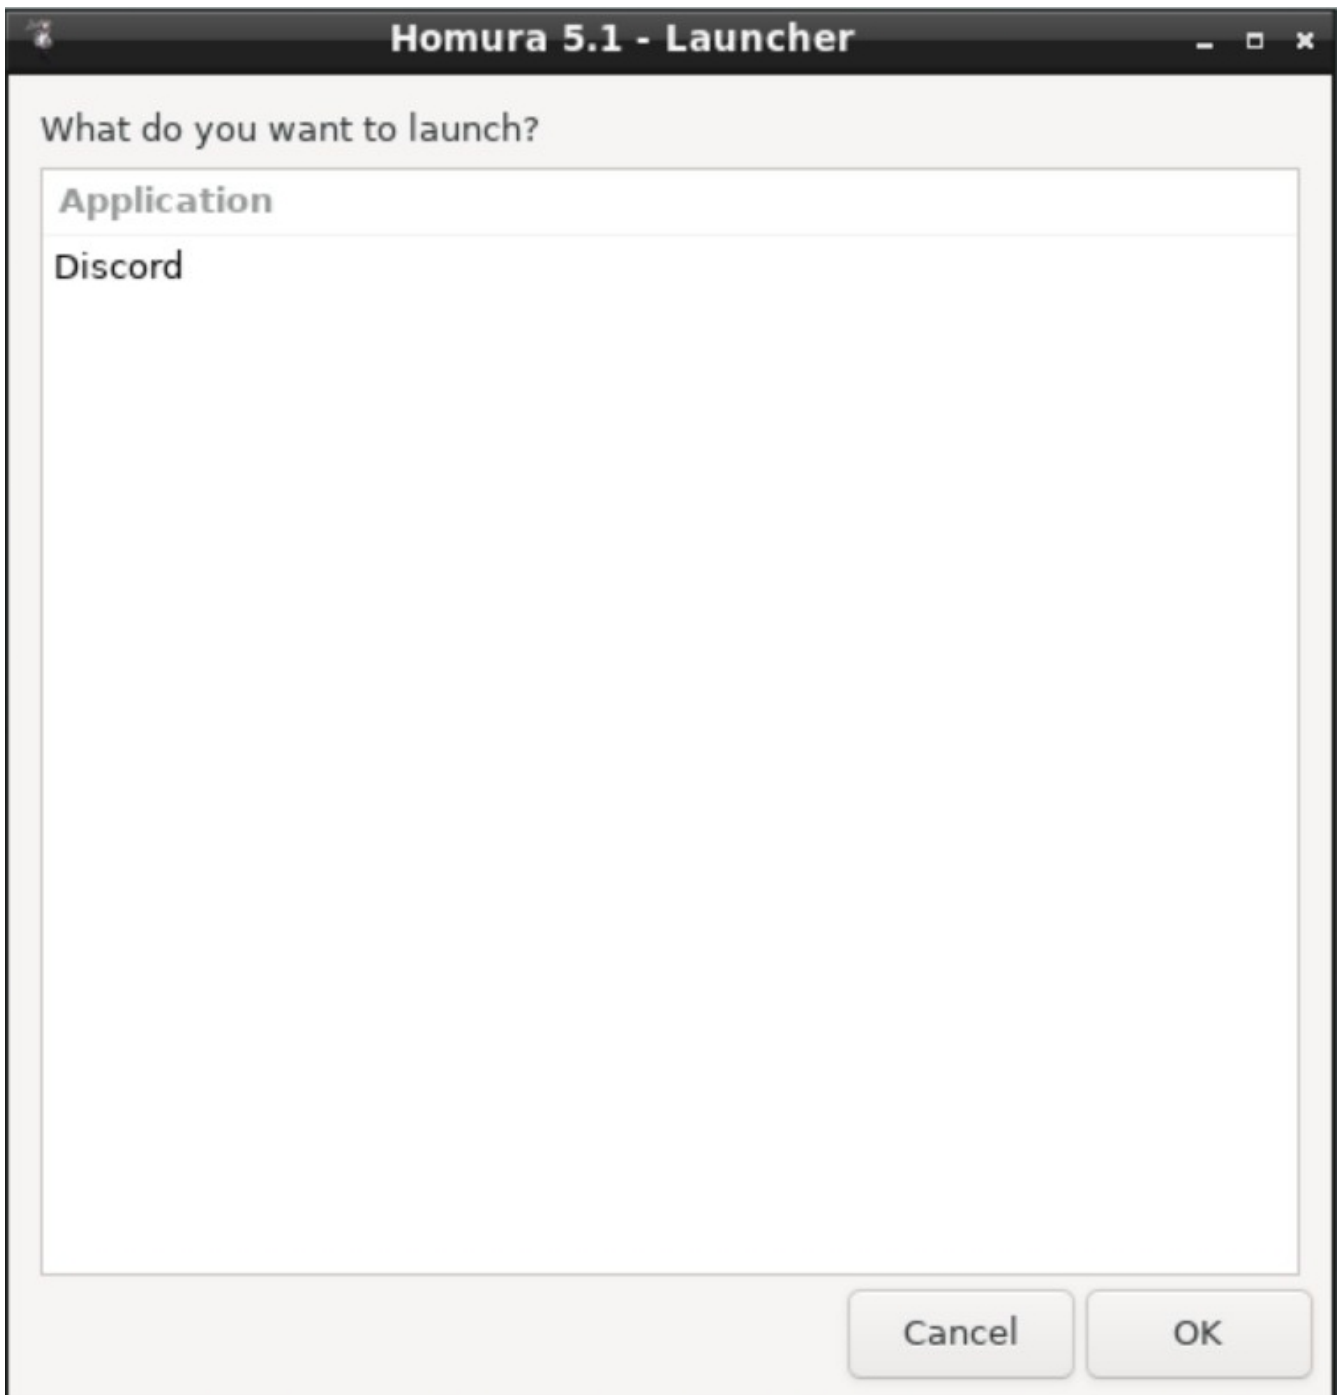 Homura 5.1 - Launcher
What do you want to launch?
Application
Discord
Cancel OK